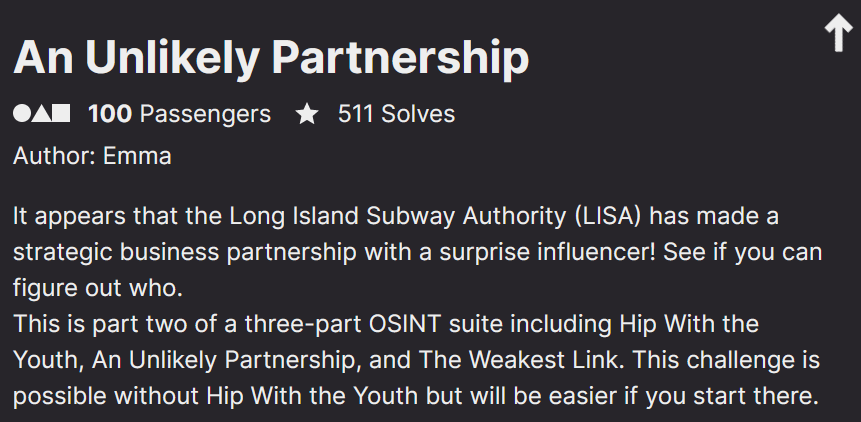 An Unlikely Partnership
100 Passengers 511 Solves
Author: Emma
It appears that the Long Island Subway Authority (LISA) has made a
strategic business partnership with a surprise influencer! See if you can
figure out who.
This is part two of a three-part OSINT suite including Hip With the
Youth, An Unlikely Partnership, and The Weakest Link. This challenge is
possible without Hip With the Youth but will be easier if you start there.